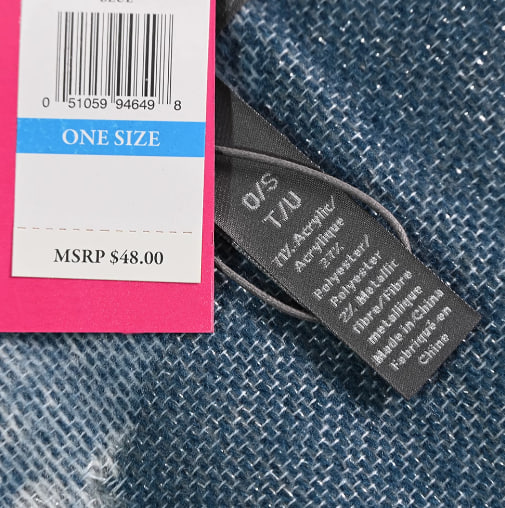 BLUE
0 51059 94649 8
ONE SIZE
MSRP $48.00
O/S
T/U
71% Acrylic/
Acrylique
27%
Polyester/
Polyester
2% Metallic
fibre/Fibre
metallique
Made in China
Fabriqué en
Chine